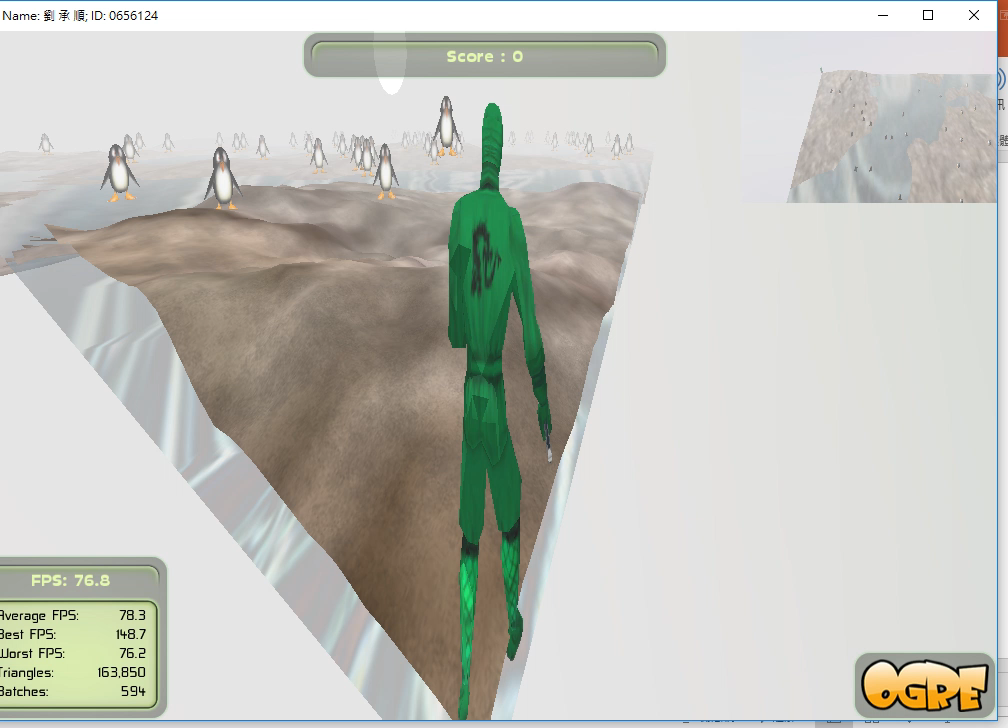 Name: 劉 承 順; ID: 0656124
Score : 0
FPS: 76.8
Average FPS: 78.3
Best FPS: 148.7
Worst FPS: 76.2
Triangles: 163,850
Batches: 594
OGRE